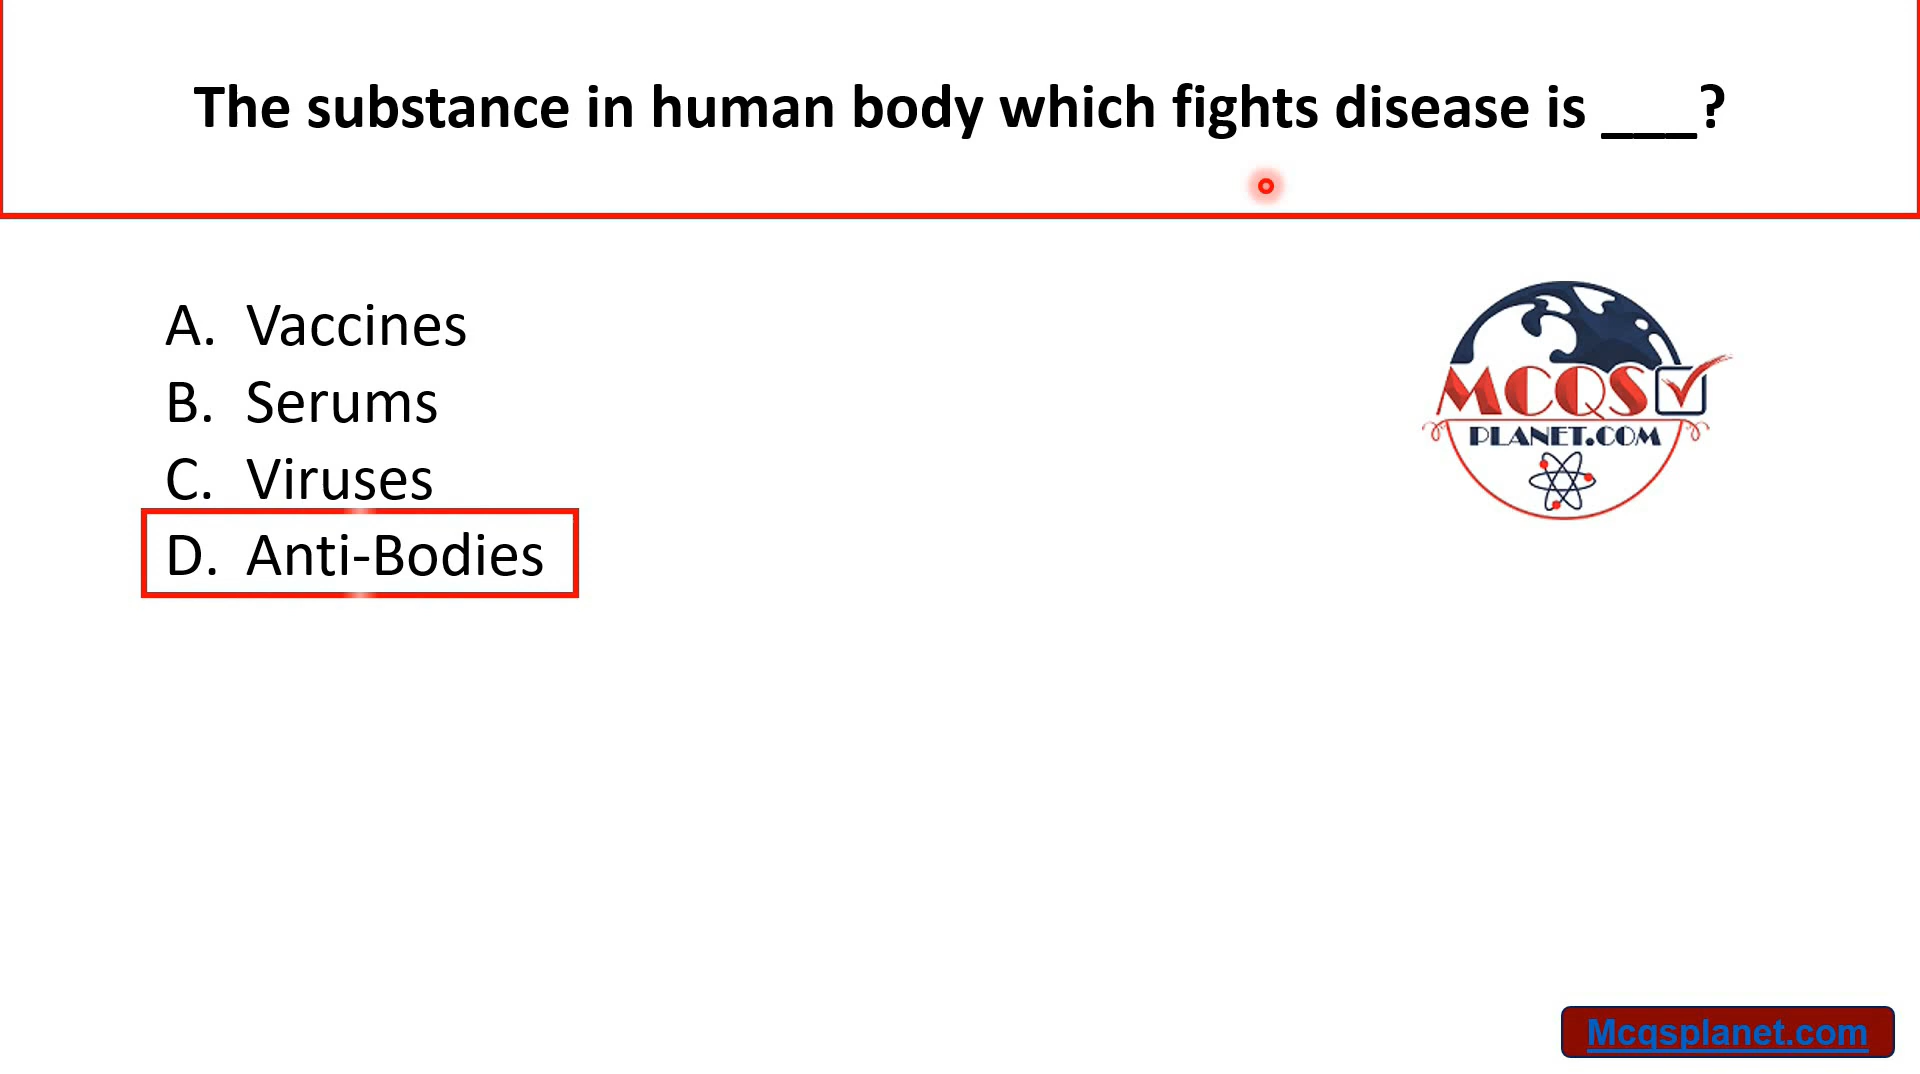 The substance in human body which fights disease is ___?
A. Vaccines
B. Serums
C. Viruses
D. Anti-Bodies
MCQS
PLANET.COM
Mcqsplanet.com